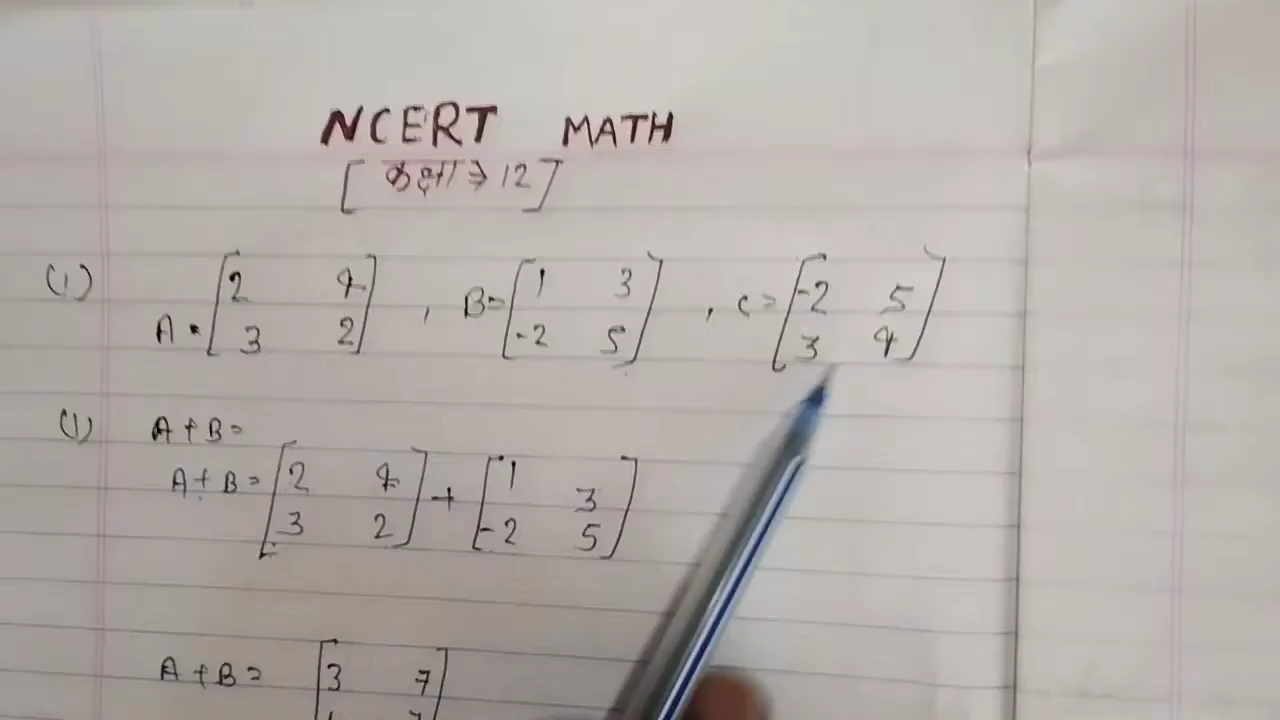 NCERT MATH
[कक्षा → 12]
(1) A = [2 4 , B = [1 3 , C = [-2 5
3 2] -2 5] 3 4]
(1) A + B =
A + B = [2 4 + [1 3
3 2] -2 5]
A + B = [3 7